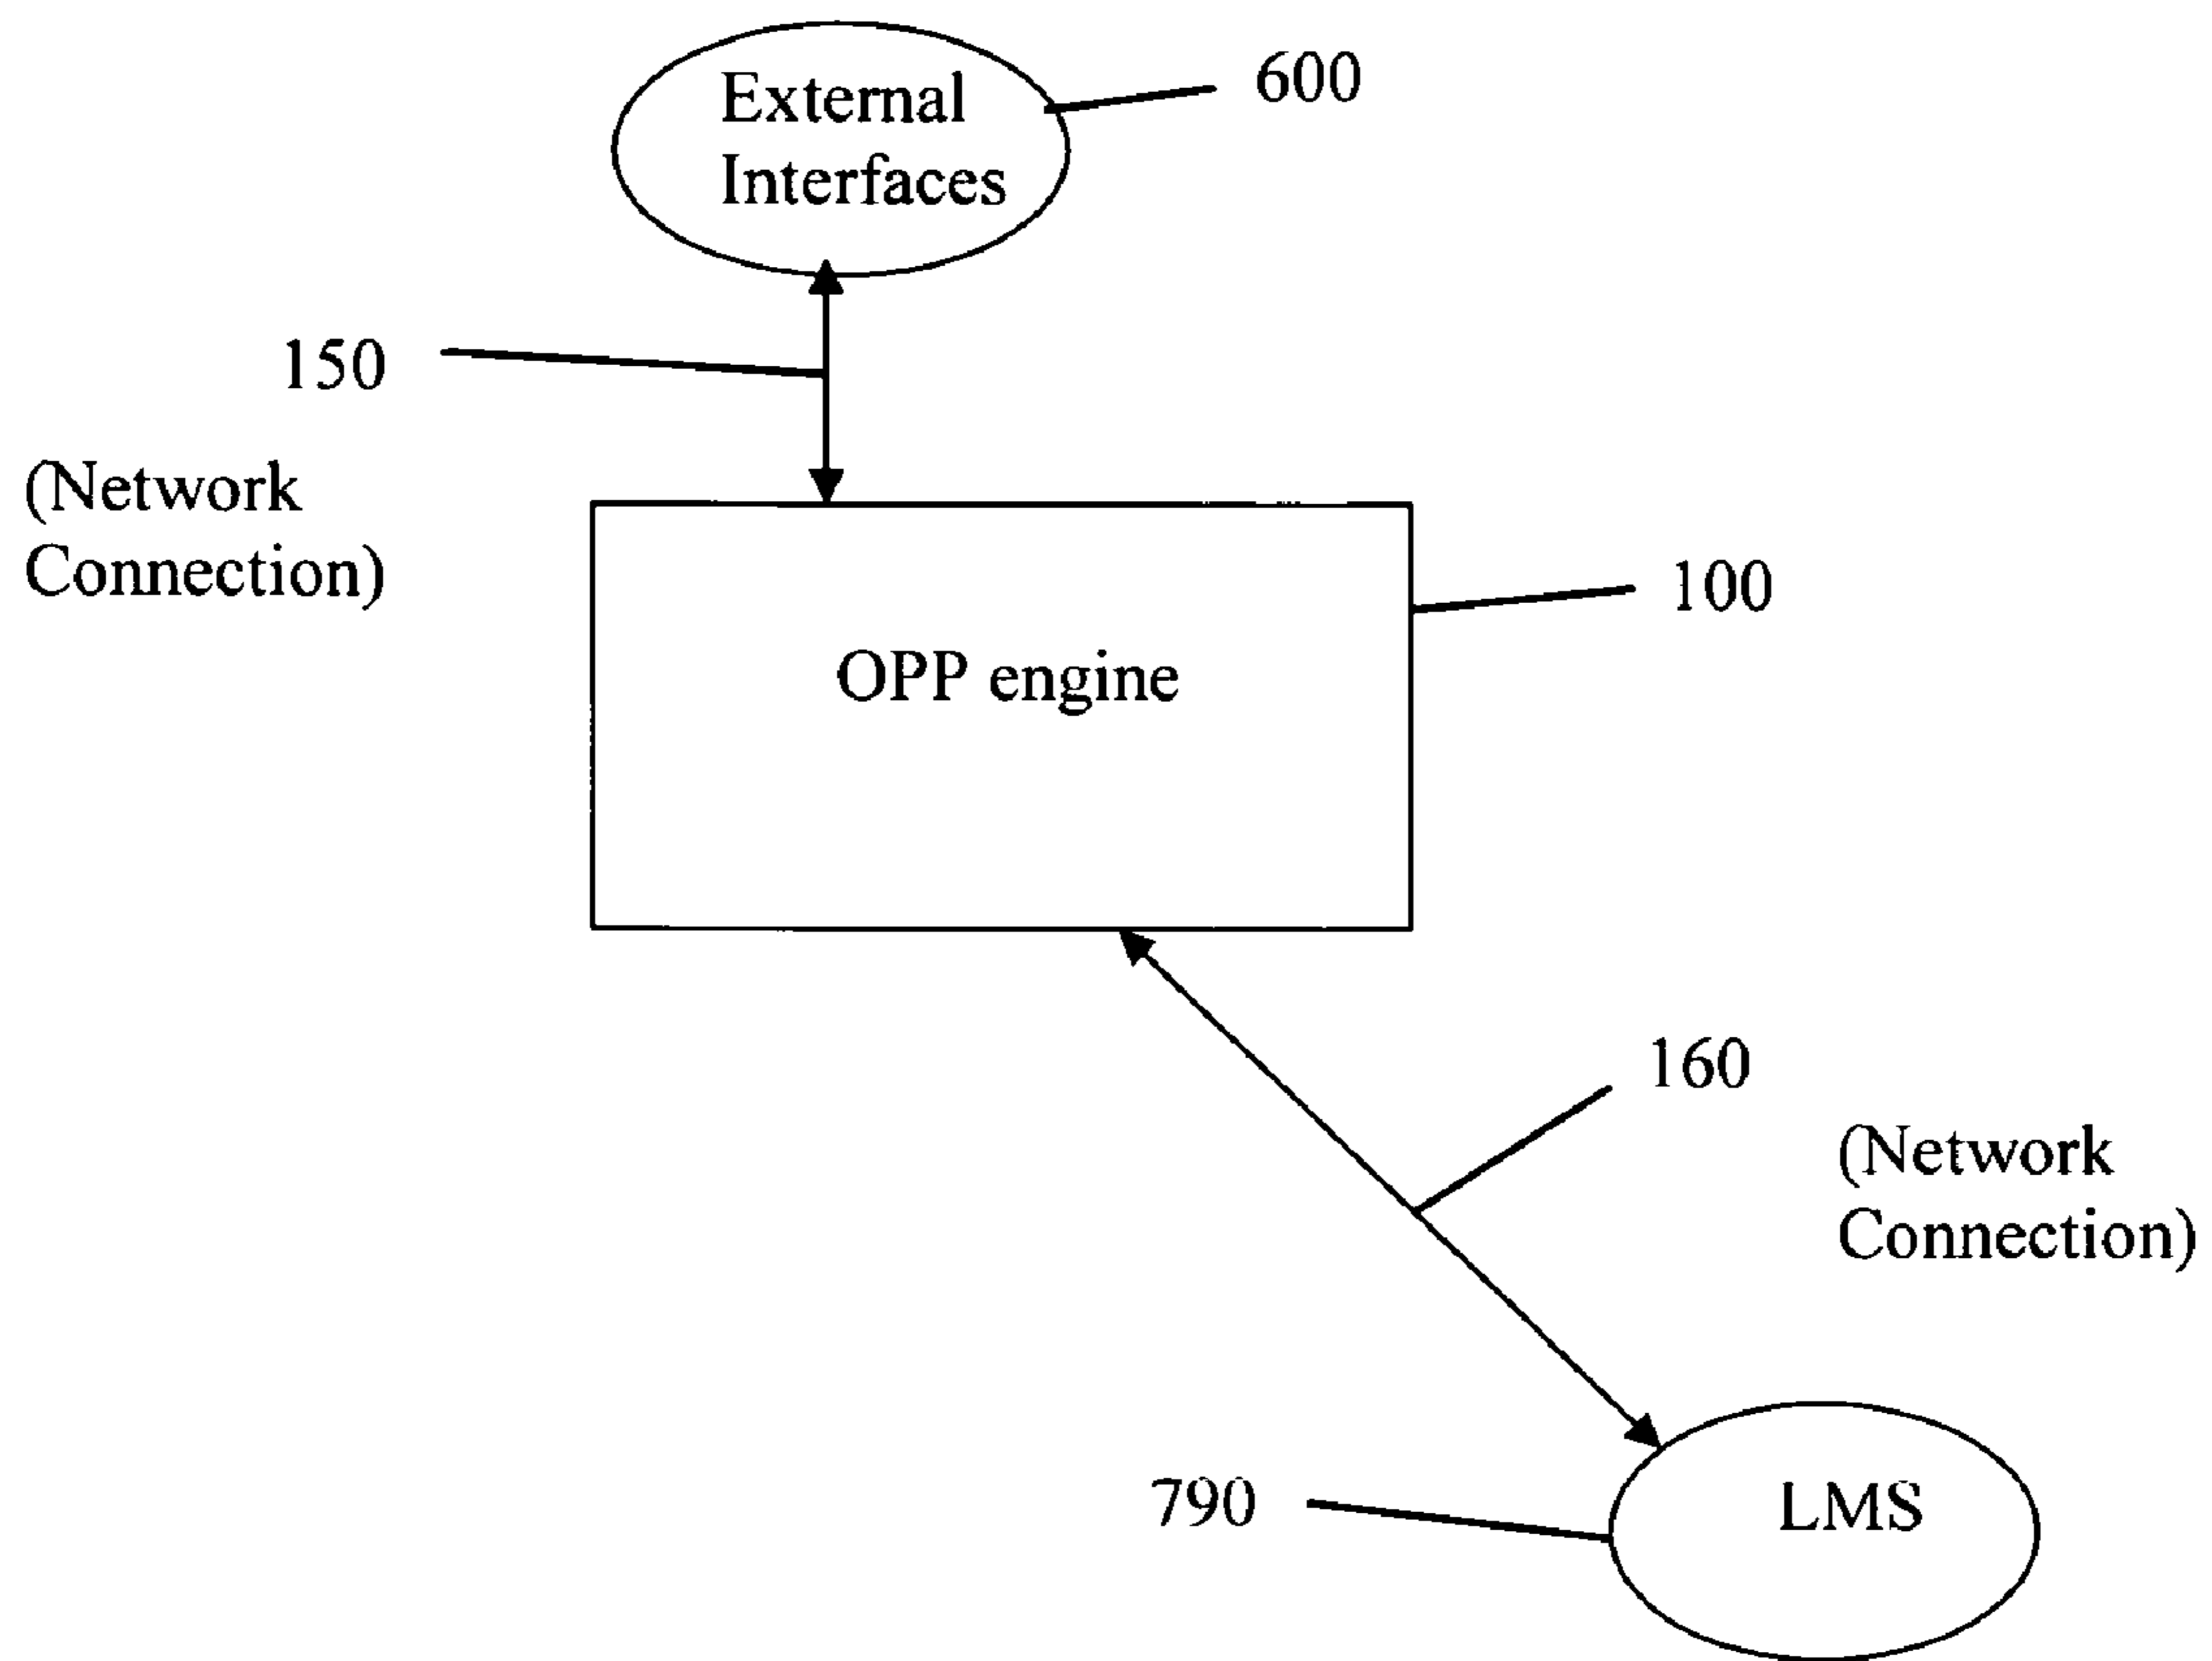 External
Interfaces
600
150
(Network
Connection)
100
OPP engine
160
(Network
Connection)
790
LMS